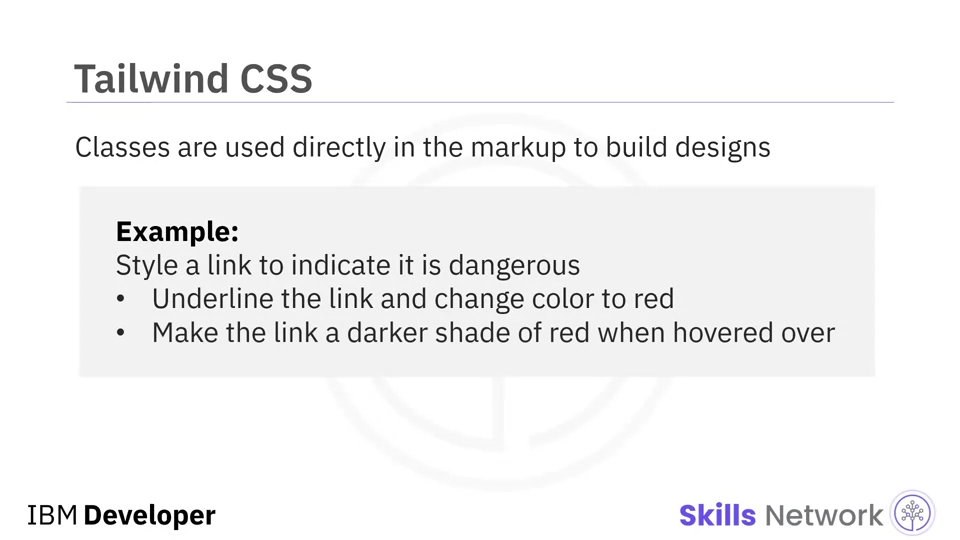 Tailwind CSS
Classes are used directly in the markup to build designs
Example:
Style a link to indicate it is dangerous
• Underline the link and change color to red
• Make the link a darker shade of red when hovered over
IBM Developer
Skills Network